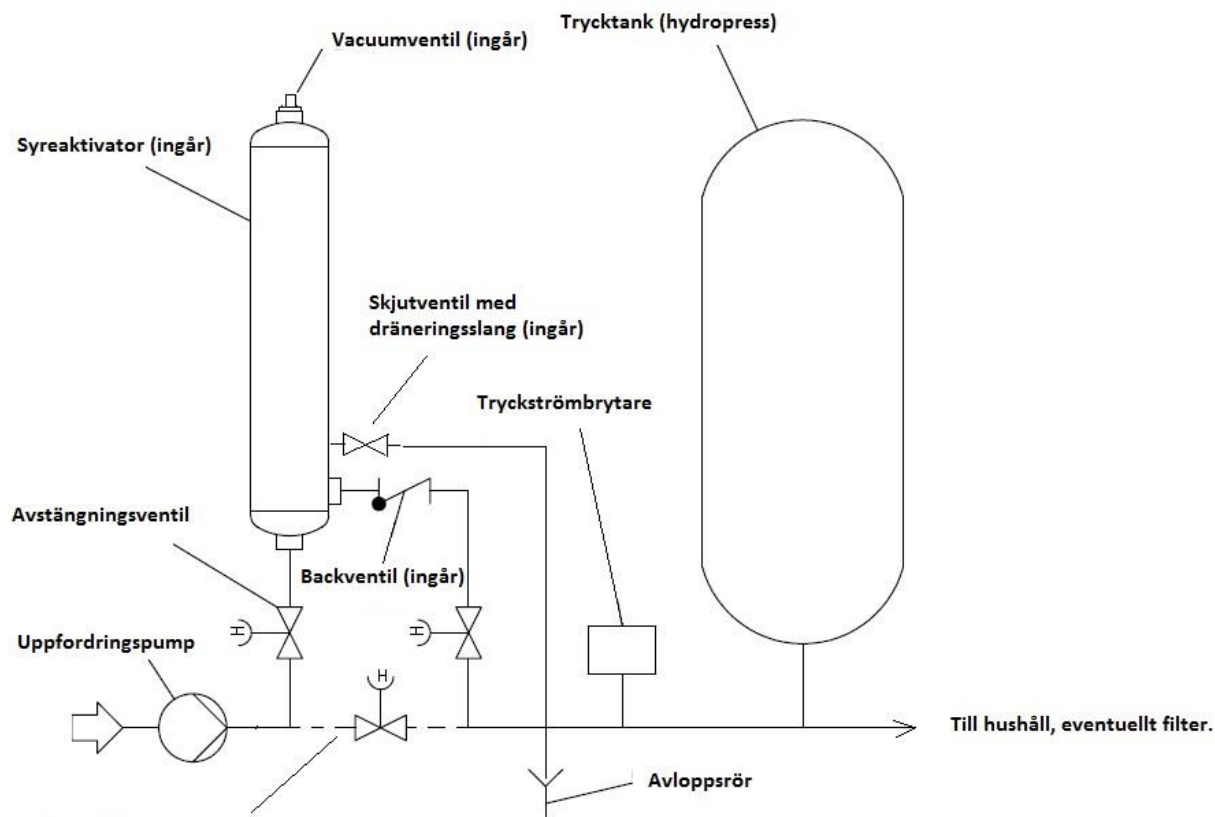 Trycktank (hydropress)
Vacuumventil (ingår)
Syreaktivator (ingår)
Skjutventil med
dräneringsslang (ingår)
Tryckströmbrytare
Avstängningsventil
Backventil (ingår)
Uppfordringspump
H
H
H
Till hushåll, eventuellt filter.
Avloppsrör